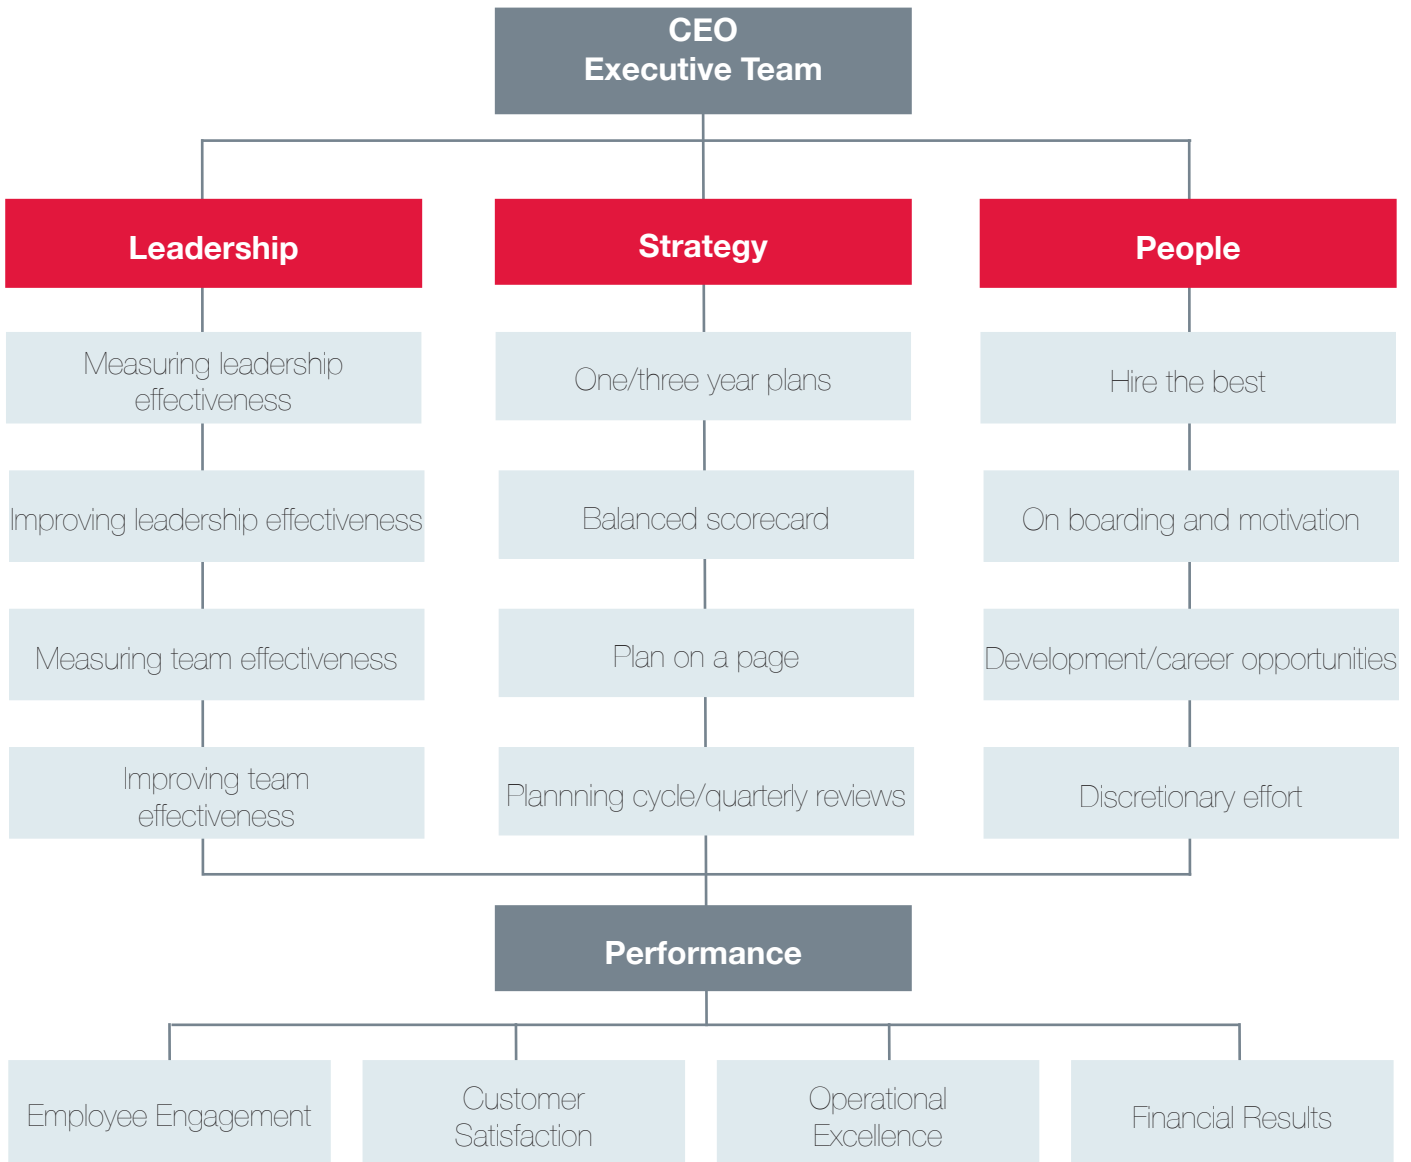 CEO
Executive Team
Leadership
Strategy
People
Measuring leadership
effectiveness
One/three year plans
Hire the best
Improving leadership effectiveness
Balanced scorecard
On boarding and motivation
Measuring team effectiveness
Plan on a page
Development/career opportunities
Improving team
effectiveness
Plannning cycle/quarterly reviews
Discretionary effort
Performance
Employee Engagement
Customer
Satisfaction
Operational
Excellence
Financial Results